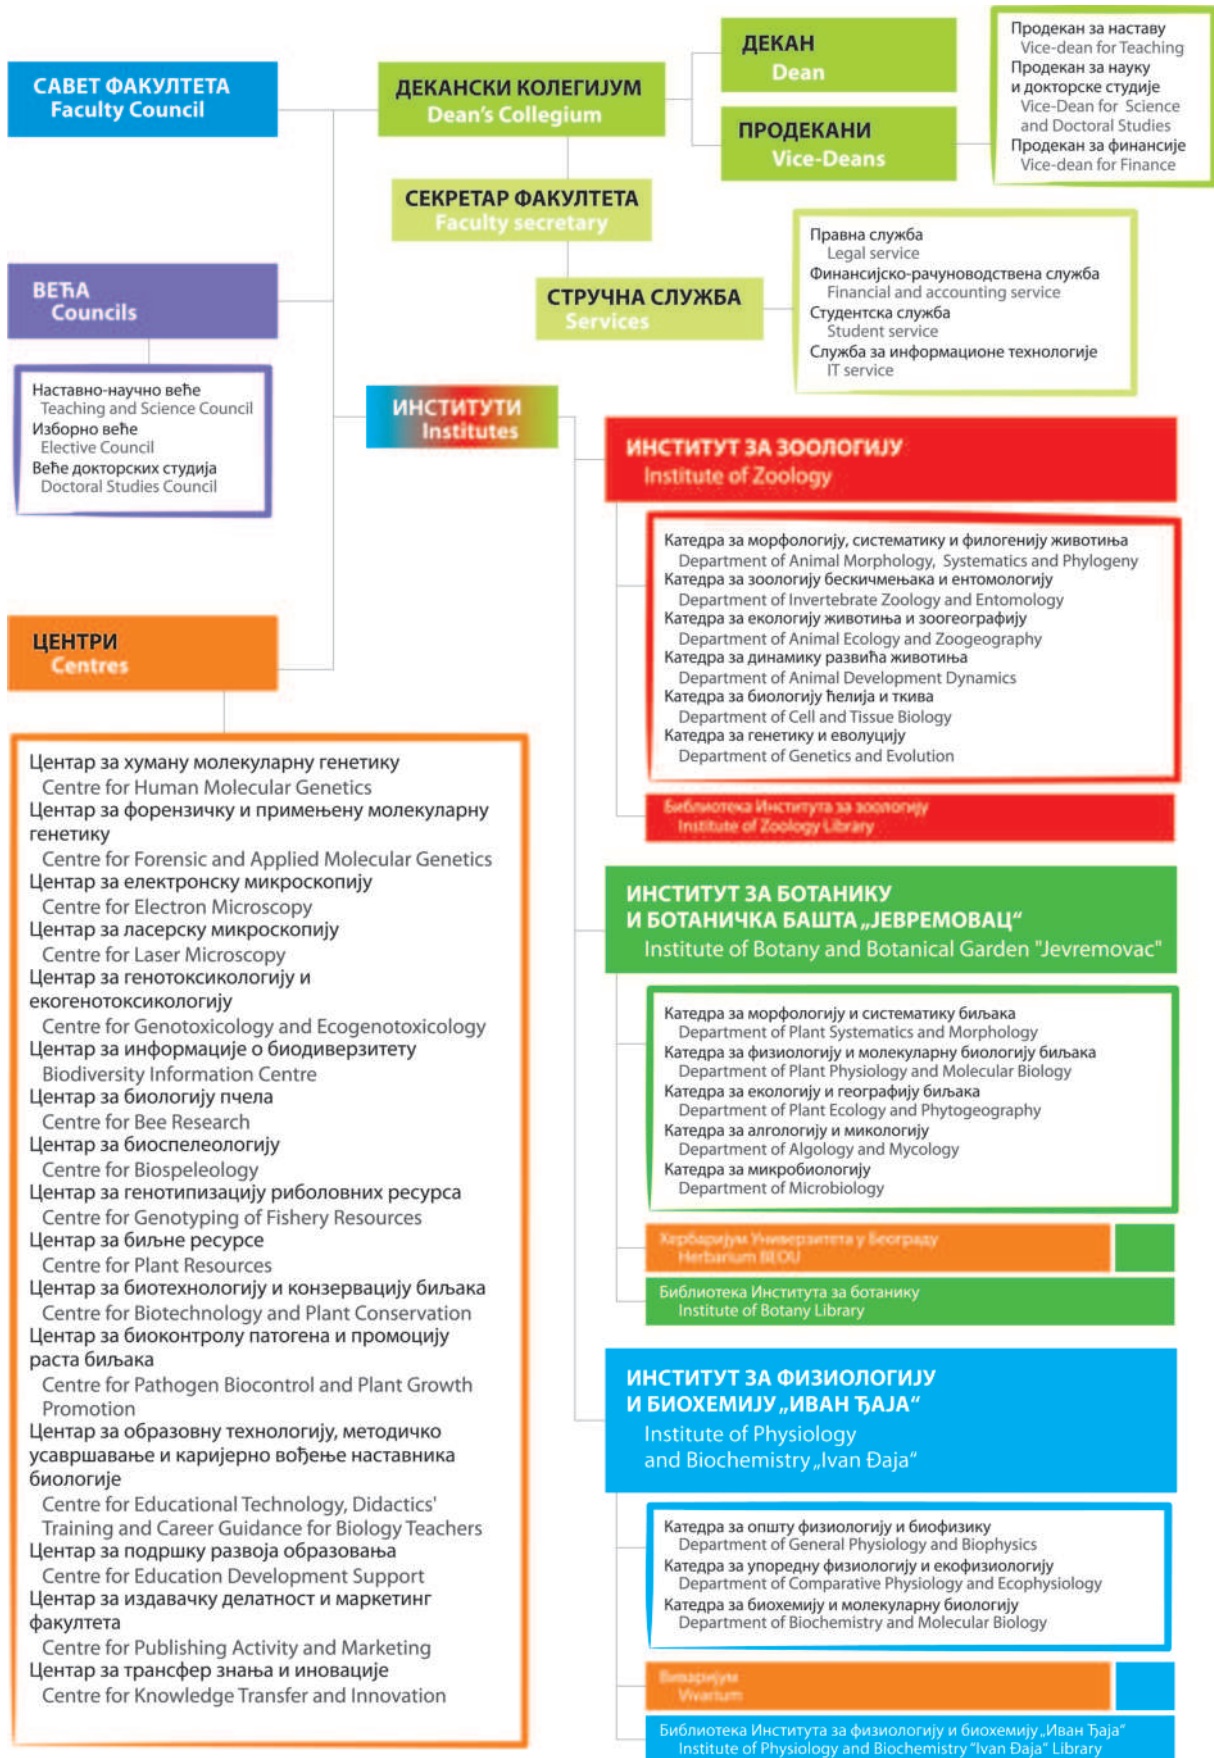 САВЕТ ФАКУЛТЕТА
Faculty Council
ДЕКАНСКИ КОЛЕГИЈУМ
Dean's Collegium
ДЕКАН
Dean
ПРОДЕКАНИ
Vice-Deans
Продекан за наставу
Vice-dean for Teaching
Продекан за науку
и докторске студије
Vice-Dean for Science
and Doctoral Studies
Продекан за финансије
Vice-dean for Finance
СЕКРЕТАР ФАКУЛТЕТА
Faculty secretary
СТРУЧНА СЛУЖБА
Services
Правна служба
Legal service
Финансијско-рачуноводствена служба
Financial and accounting service
Студентска служба
Student service
Служба за информационе технологије
IT service
ВЕЋА
Councils
Наставно-научно веће
Teaching and Science Council
Изборно веће
Elective Council
Веће докторских студија
Doctoral Studies Council
ИНСТИТУТИ
Institutes
ЦЕНТРИ
Centres
Центар за хуману молекуларну генетику
Centre for Human Molecular Genetics
Центар за форензичку и примењену молекуларну
генетику
Centre for Forensic and Applied Molecular Genetics
Центар за електронску микроскопију
Centre for Electron Microscopy
Центар за ласерску микроскопију
Centre for Laser Microscopy
Центар за генотоксикологију и
екогенотоксикологију
Centre for Genotoxicology and Ecogenotoxicology
Центар за информације о биодиверзитету
Biodiversity Information Centre
Центар за биологију пчела
Centre for Bee Research
Центар за биоспелеологију
Centre for Biospeleology
Центар за генотипизацију риболовних ресурса
Centre for Genotyping of Fishery Resources
Центар за биљне ресурсе
Centre for Plant Resources
Центар за биотехнологију и конзервацију биљака
Centre for Biotechnology and Plant Conservation
Центар за биоконтролу патогена и промоцију
раста биљака
Centre for Pathogen Biocontrol and Plant Growth
Promotion
Центар за образовну технологију, методичко
усавршавање и каријерно вођење наставника
биологије
Centre for Educational Technology, Didactics'
Training and Career Guidance for Biology Teachers
Центар за подршку развоја образовања
Centre for Education Development Support
Центар за издавачку делатност и маркетинг
факултета
Centre for Publishing Activity and Marketing
Центар за трансфер знања и иновације
Centre for Knowledge Transfer and Innovation
ИНСТИТУТ ЗА ЗООЛОГИЈУ
Institute of Zoology
Катедра за морфологију, систематику и филогенију животиња
Department of Animal Morphology, Systematics and Phylogeny
Катедра за зоологију бескичмењака и ентомологију
Department of Invertebrate Zoology and Entomology
Катедра за екологију животиња и зоогеографију
Department of Animal Ecology and Zoogeography
Катедра за динамику развића животиња
Department of Animal Development Dynamics
Катедра за биологију ћелија и ткива
Department of Cell and Tissue Biology
Катедра за генетику и еволуцију
Department of Genetics and Evolution
Библиотека Института за зоологију
Institute of Zoology Library
ИНСТИТУТ ЗА БОТАНИКУ
И БОТАНИЧКА БАШТА „ЈЕВРЕМОВАЦ“
Institute of Botany and Botanical Garden "Jevremovac"
Катедра за морфологију и систематику биљака
Department of Plant Systematics and Morphology
Катедра за физиологију и молекуларну биологију биљака
Department of Plant Physiology and Molecular Biology
Катедра за екологију и географију биљака
Department of Plant Ecology and Phytogeography
Катедра за алгологију и микологију
Department of Algology and Mycology
Катедра за микробиологију
Department of Microbiology
Хербаријум Универзитета у Београду
Herbarium BEOU
Библиотека Института за ботанику
Institute of Botany Library
ИНСТИТУТ ЗА ФИЗИОЛОГИЈУ
И БИОХЕМИЈУ „ИВАН ЂАЈА“
Institute of Physiology
and Biochemistry „Ivan Đaja“
Катедра за општу физиологију и биофизику
Department of General Physiology and Biophysics
Катедра за упоредну физиологију и екофизиологију
Department of Comparative Physiology and Ecophysiology
Катедра за биохемију и молекуларну биологију
Department of Biochemistry and Molecular Biology
Виваријум
Vivarium
Библиотека Института за физиологију и биохемију „Иван Ђаја“
Institute of Physiology and Biochemistry "Ivan Đaja" Library